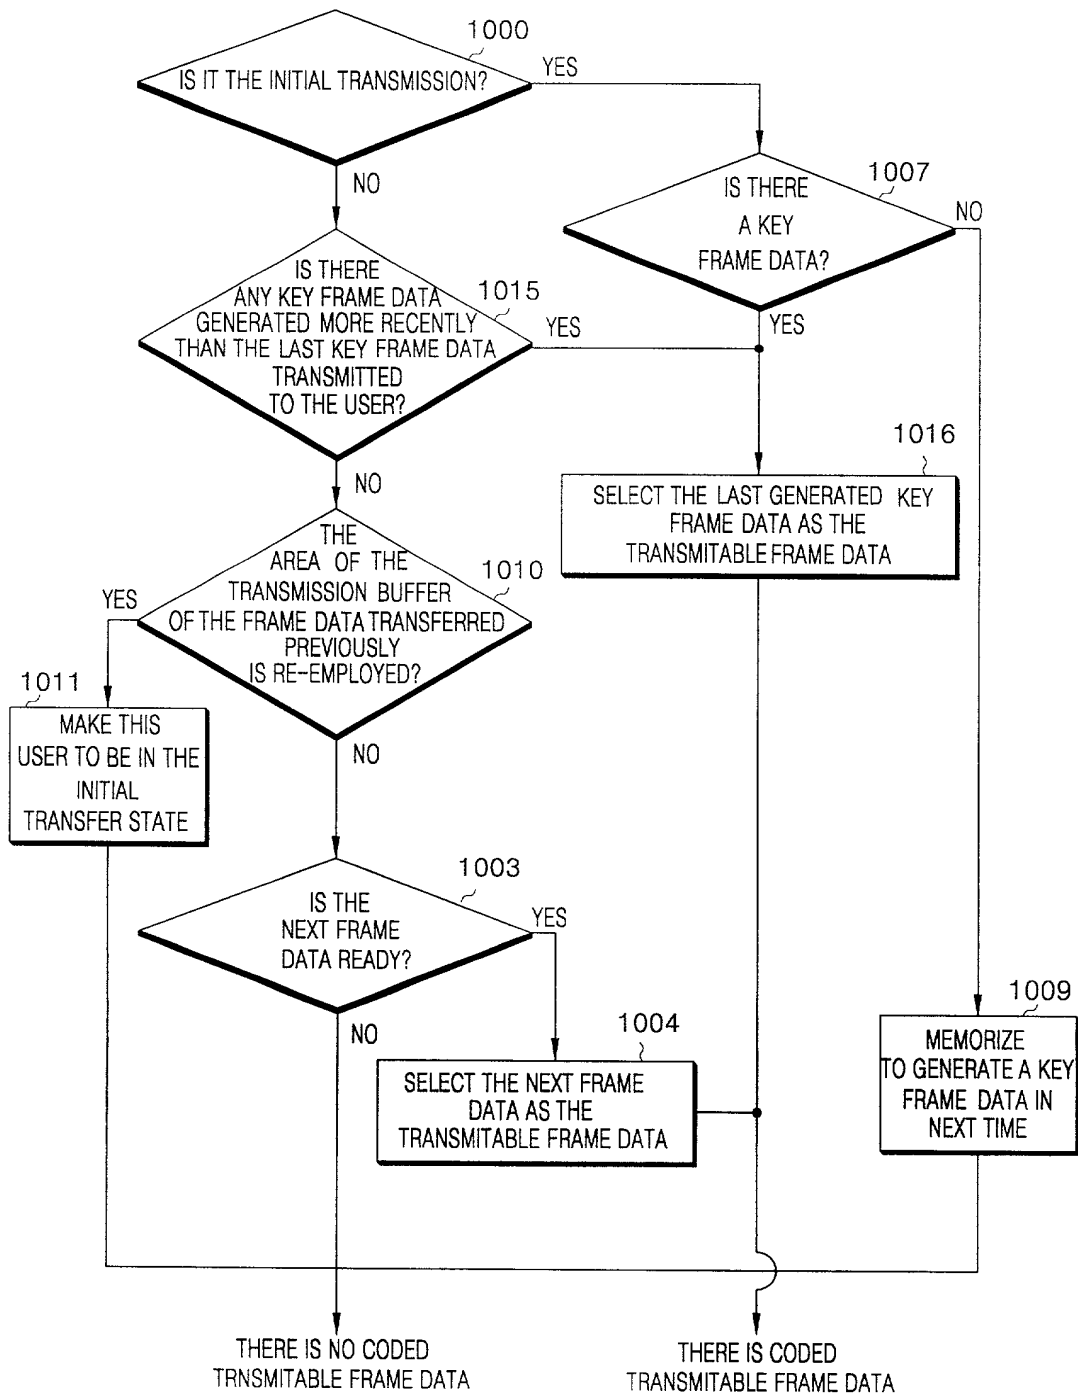 1000
IS IT THE INITIAL TRANSMISSION?
YES
NO
1007
IS THERE
A KEY
FRAME DATA?
NO
YES
1015
IS THERE
ANY KEY FRAME DATA
GENERATED MORE RECENTLY
THAN THE LAST KEY FRAME DATA
TRANSMITTED
TO THE USER?
YES
NO
1016
SELECT THE LAST GENERATED KEY
FRAME DATA AS THE
TRANSMITABLE FRAME DATA
1010
THE
AREA OF THE
TRANSMISSION BUFFER
OF THE FRAME DATA TRANSFERRED
PREVIOUSLY
IS RE-EMPLOYED?
YES
NO
1011
MAKE THIS
USER TO BE IN THE
INITIAL
TRANSFER STATE
1003
IS THE
NEXT FRAME
DATA READY?
YES
NO
1004
SELECT THE NEXT FRAME
DATA AS THE
TRANSMITABLE FRAME DATA
1009
MEMORIZE
TO GENERATE A KEY
FRAME DATA IN
NEXT TIME
THERE IS NO CODED
TRNSMITABLE FRAME DATA
THERE IS CODED
TRANSMITABLE FRAME DATA